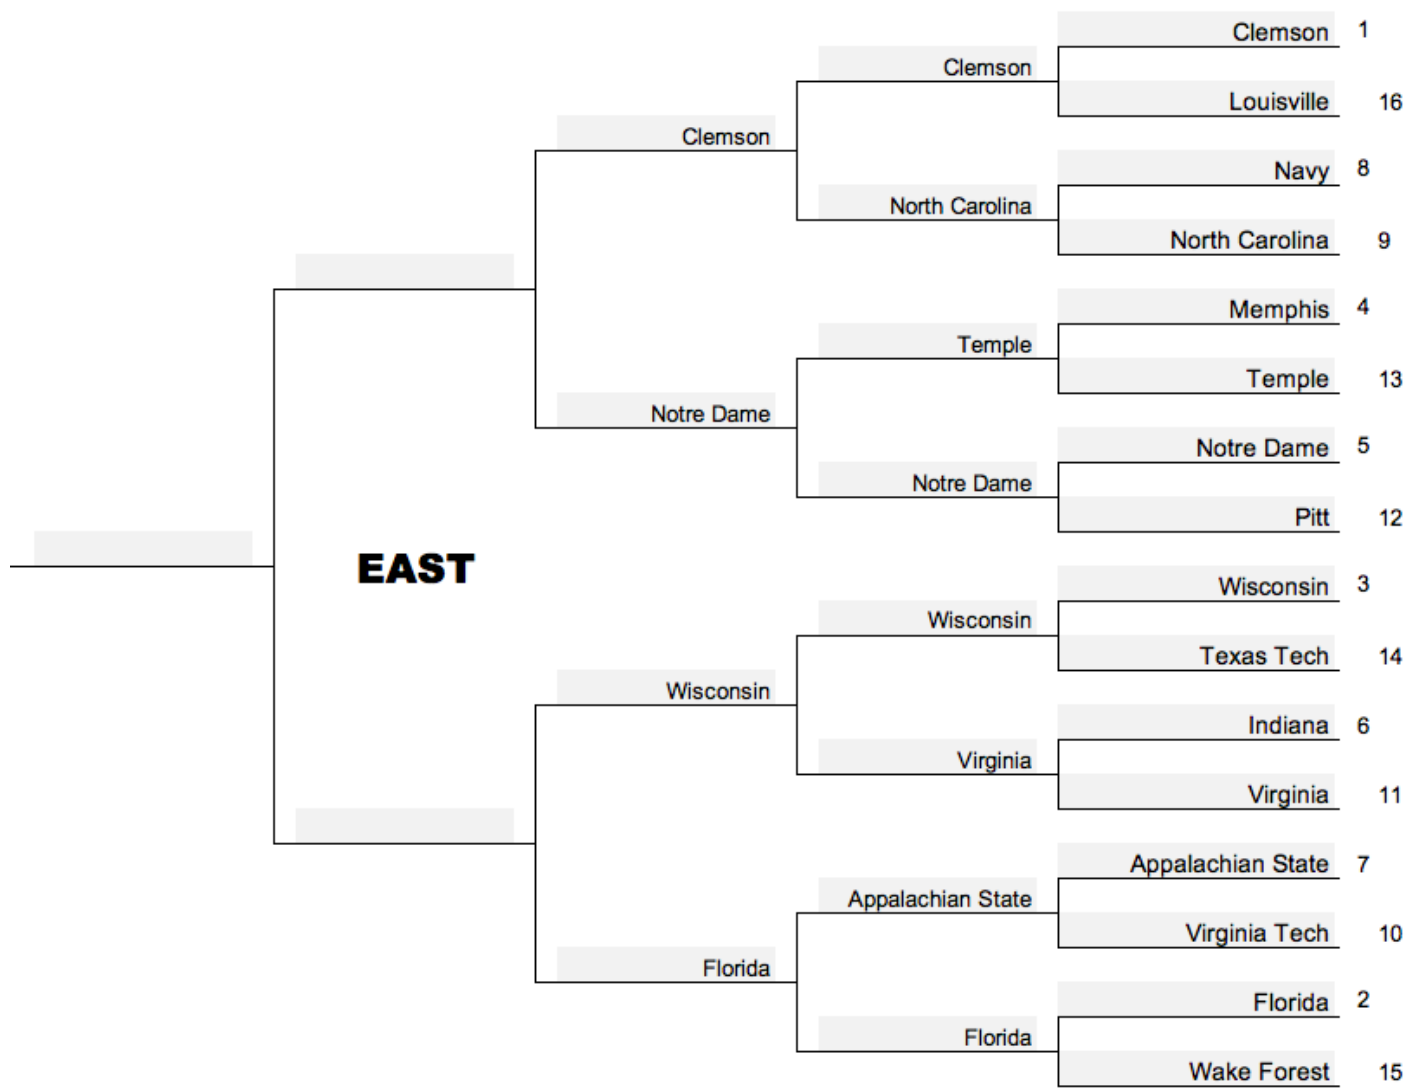 Clemson 1
Clemson
Louisville 16
Clemson
Navy 8
North Carolina
North Carolina 9
Memphis 4
Temple
Temple 13
Notre Dame
Notre Dame 5
Notre Dame
Pitt 12
EAST
Wisconsin 3
Wisconsin
Texas Tech 14
Wisconsin
Indiana 6
Virginia
Virginia 11
Appalachian State 7
Appalachian State
Virginia Tech 10
Florida
Florida 2
Florida
Wake Forest 15